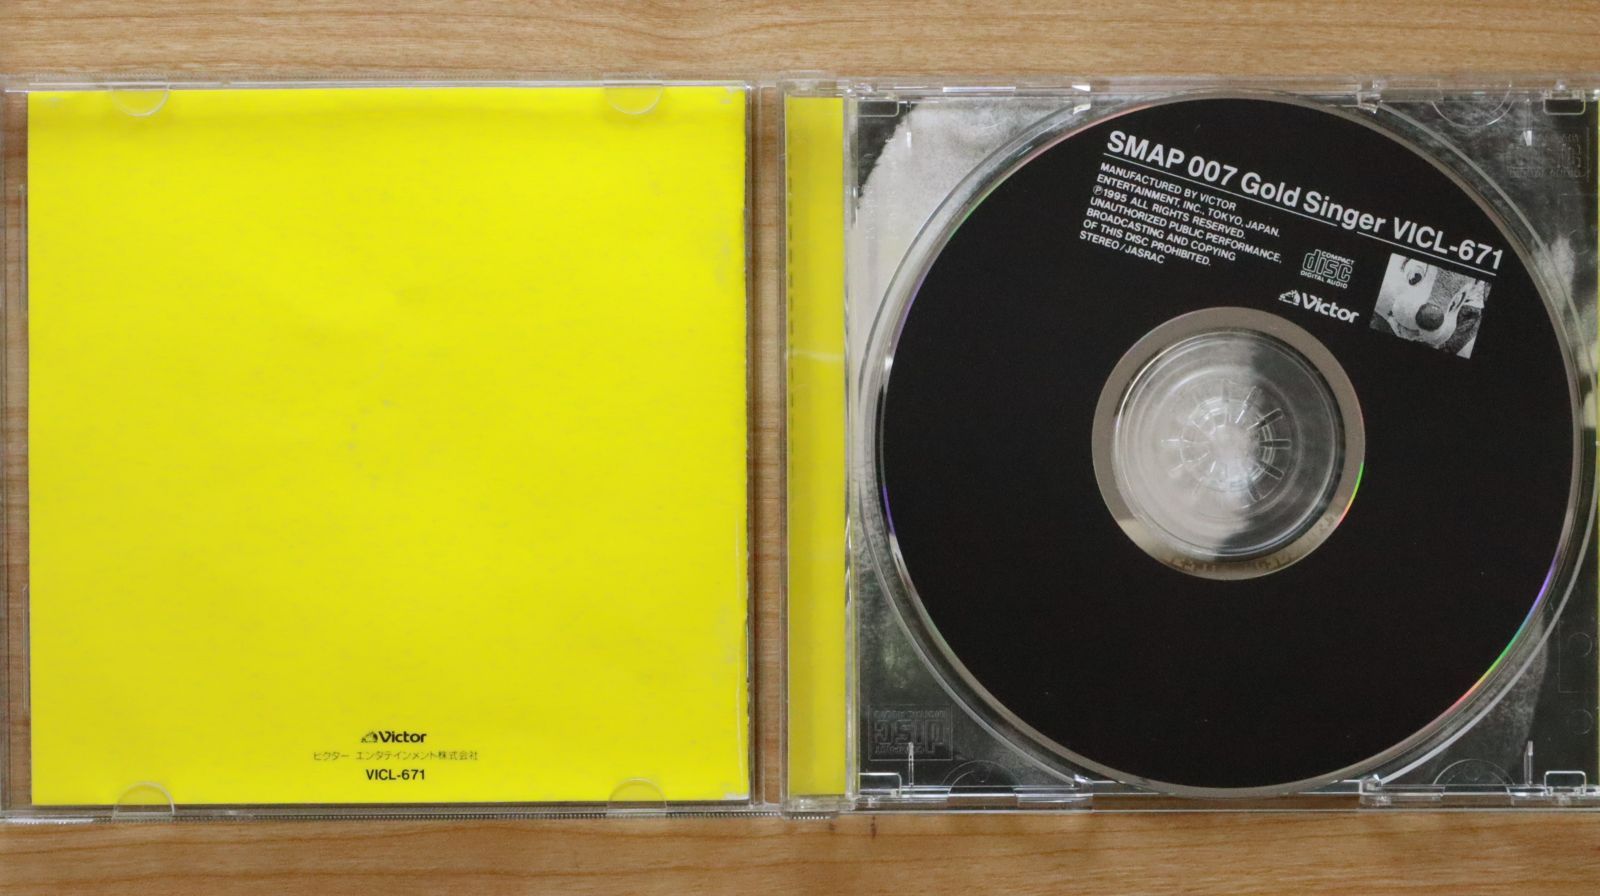 Victor
ビクター エンタテインメント株式会社
VICL-671
SMAP 007 Gold Singer VICL-671
MANUFACTURED BY VICTOR
ENTERTAINMENT, INC., TOKYO, JAPAN.
℗1995 ALL RIGHTS RESERVED.
UNAUTHORIZED PUBLIC PERFORMANCE,
BROADCASTING AND COPYING
OF THIS DISC PROHIBITED.
STEREO/JASRAC
COMPACT
disc
DIGITAL AUDIO
Victor